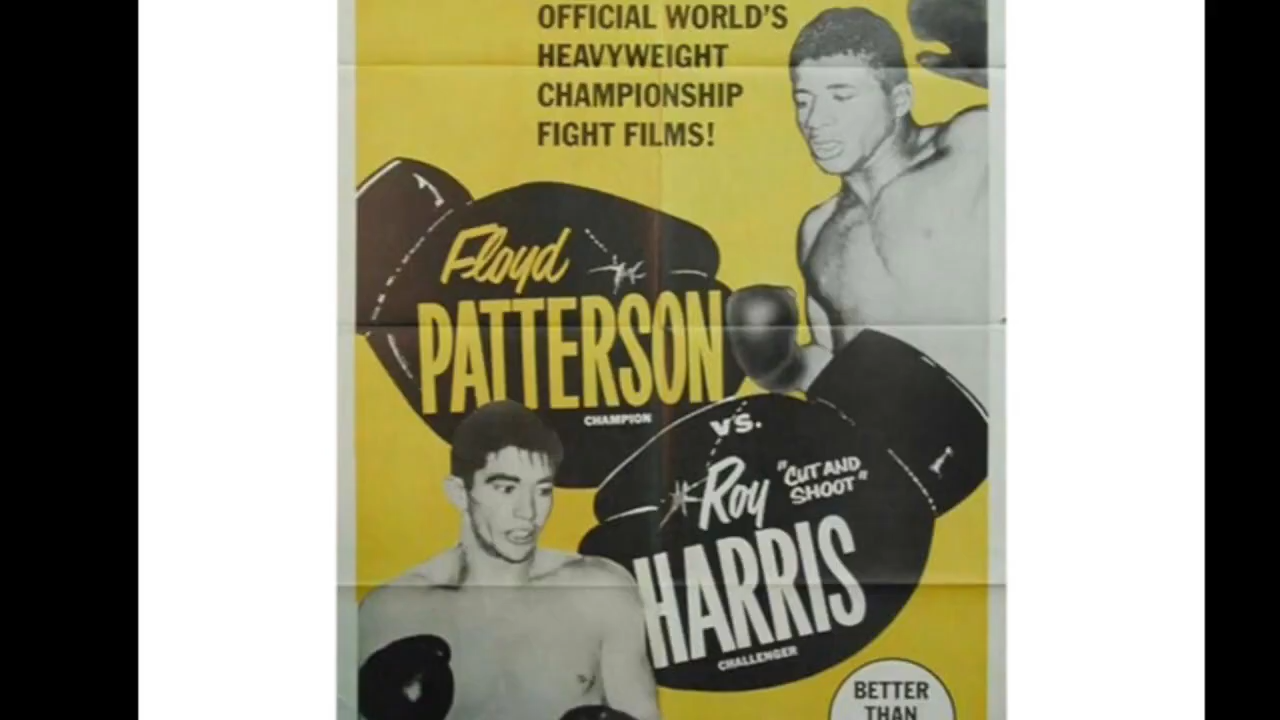 OFFICIAL WORLD'S
HEAVYWEIGHT
CHAMPIONSHIP
FIGHT FILMS!
Floyd
PATTERSON
CHAMPION
vs.
Roy "CUT AND
SHOOT"
HARRIS
CHALLENGER
BETTER
THAN